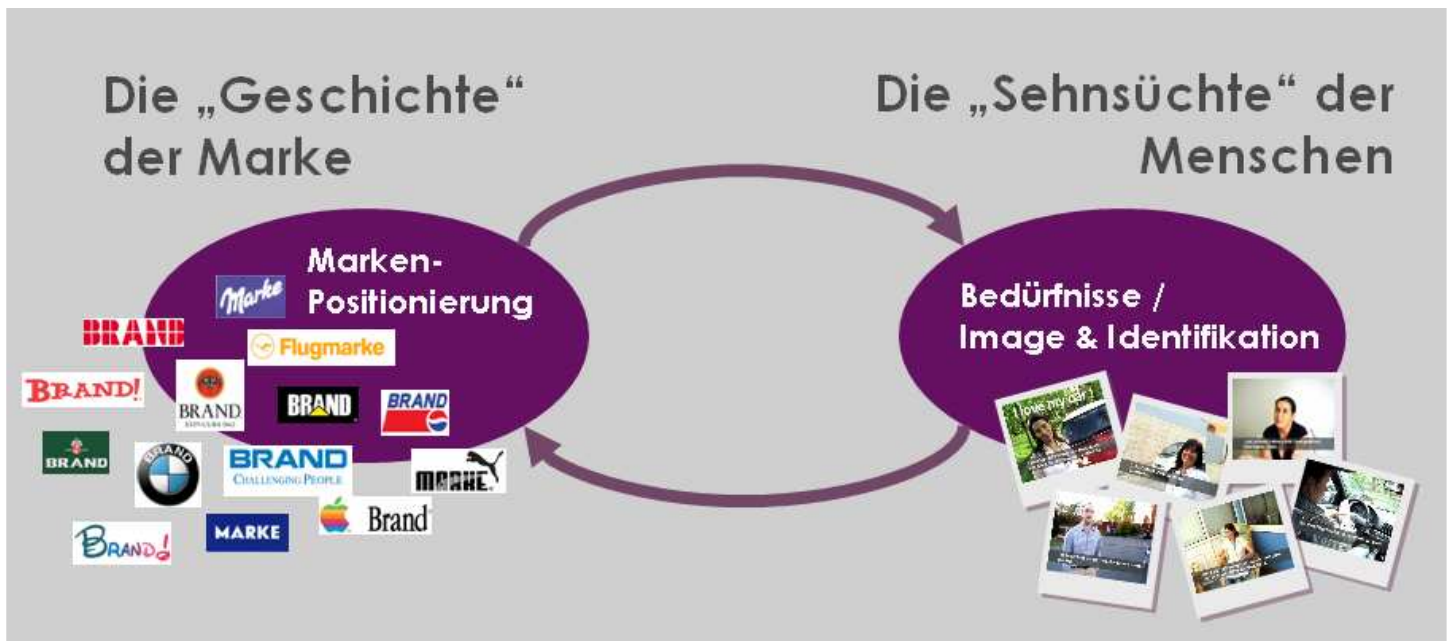 Die „Geschichte“
der Marke
Die „Sehnsüchte“ der
Menschen
Marken-
Positionierung
Bedürfnisse /
Image & Identifikation
Marke
BRAND
Flugmarke
BRAND!
BRAND
BRAND
BRAND
BRAND
BRAND
BRAND
CHALLENGING PEOPLE
MARKE
BRAND!
MARKE
Brand
I love my car!